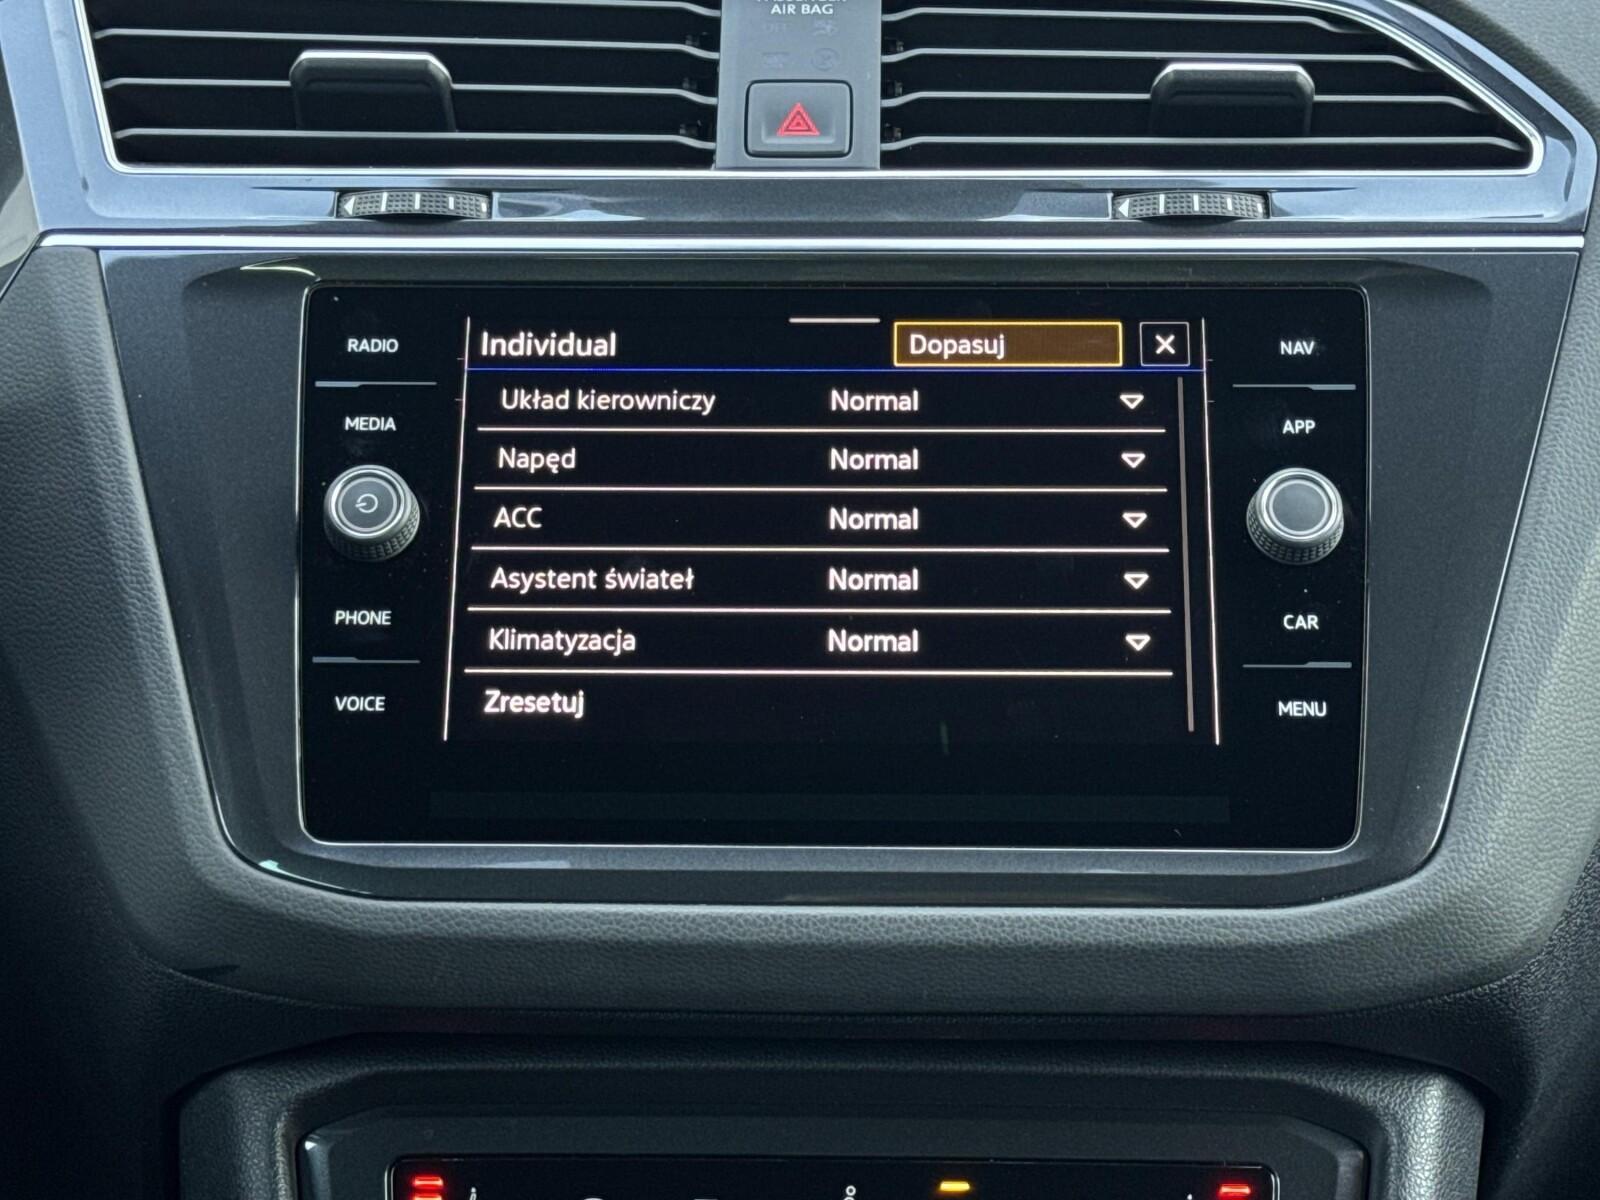 AIR BAG
RADIO
MEDIA
PHONE
VOICE
Individual Dopasuj
Układ kierowniczy Normal
Napęd Normal
ACC Normal
Asystent świateł Normal
Klimatyzacja Normal
Zresetuj
NAV
APP
CAR
MENU